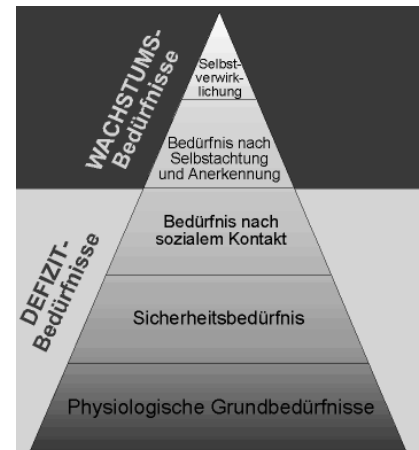 WACHSTUMS-
Bedürfnisse
Selbst-
verwirk-
lichung
Bedürfnis nach
Selbstachtung
und Anerkennung
DEFIZIT-
Bedürfnisse
Bedürfnis nach
sozialem Kontakt
Sicherheitsbedürfnis
Physiologische Grundbedürfnisse